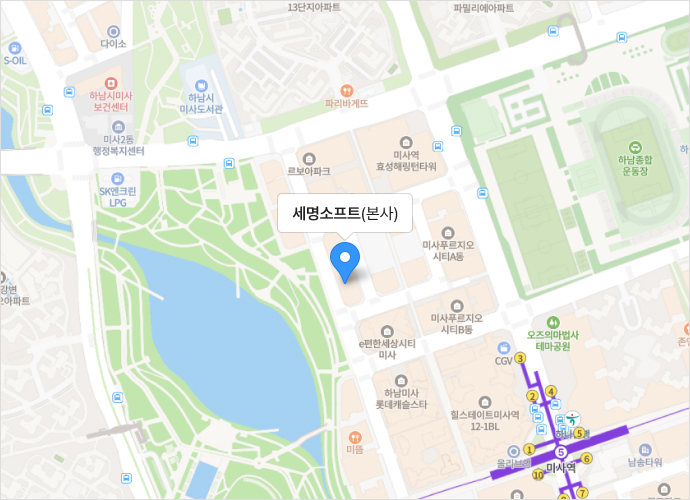 13단지아파트
파밀리에아파트
다이소
S-OIL
하남시미사
보건센터
하남시
미사도서관
파리바게뜨
미사2동
행정복지센터
르보아파크
미사역
효성해링턴타워
하남종합
운동장
SK엔크린
LPG
세명소프트(본사)
미사푸르지오
시티A동
강변
아파트
미사푸르지오
시티B동
e편한세상시티
미사
오즈의마법사
테마공원
CGV
3
하남미사
롯데캐슬스타
2
4
힐스테이트미사역
12-1BL
미뜸
5
1
올리브영
5
6
남송타워
미사역
10
7